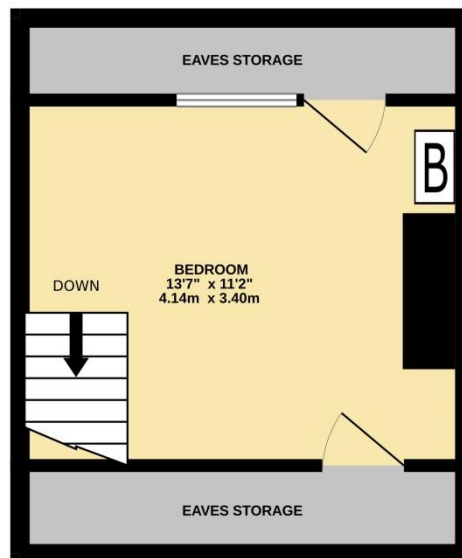 EAVES STORAGE
B
BEDROOM
13'7" x 11'2"
4.14m x 3.40m
DOWN
EAVES STORAGE